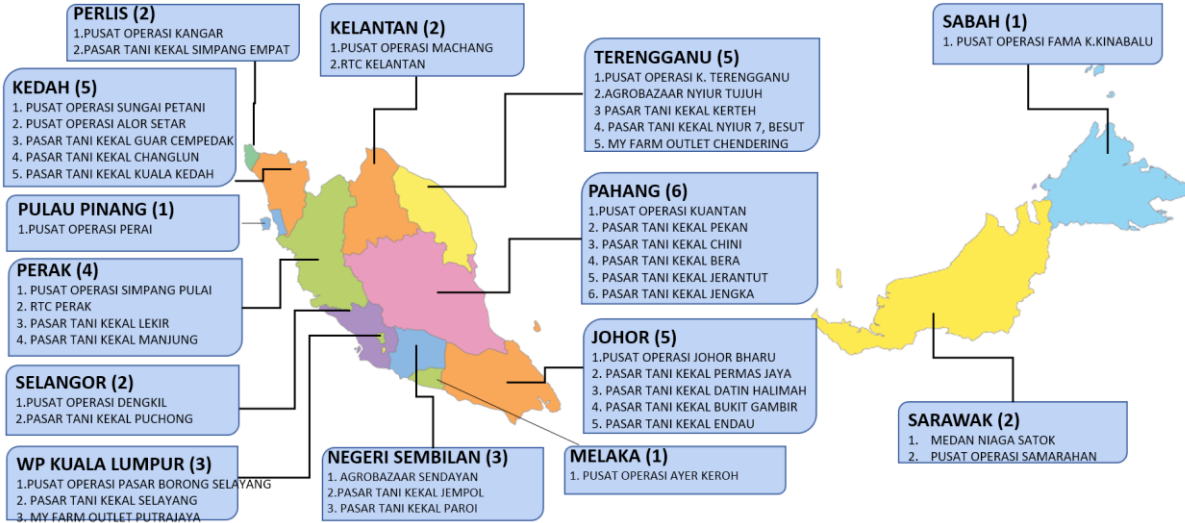 PERLIS (2)
1.PUSAT OPERASI KANGAR
2.PASAR TANI KEKAL SIMPANG EMPAT
KEDAH (5)
1. PUSAT OPERASI SUNGAI PETANI
2. PUSAT OPERASI ALOR SETAR
3. PASAR TANI KEKAL GUAR CEMPEDAK
4. PASAR TANI KEKAL CHANGLUN
5. PASAR TANI KEKAL KUALA KEDAH
PULAU PINANG (1)
1.PUSAT OPERASI PERAI
PERAK (4)
1. PUSAT OPERASI SIMPANG PULAI
2. RTC PERAK
3. PASAR TANI KEKAL LEKIR
4. PASAR TANI KEKAL MANJUNG
SELANGOR (2)
1.PUSAT OPERASI DENGKIL
2.PASAR TANI KEKAL PUCHONG
WP KUALA LUMPUR (3)
1.PUSAT OPERASI PASAR BORONG SELAYANG
2. PASAR TANI KEKAL SELAYANG
3. MY FARM OUTLET PUTRAJAYA
KELANTAN (2)
1.PUSAT OPERASI MACHANG
2.RTC KELANTAN
TERENGGANU (5)
1.PUSAT OPERASI K. TERENGGANU
2.AGROBAZAAR NYIUR TUJUH
3 PASAR TANI KEKAL KERTEH
4. PASAR TANI KEKAL NYIUR 7, BESUT
5. MY FARM OUTLET CHENDERING
PAHANG (6)
1.PUSAT OPERASI KUANTAN
2. PASAR TANI KEKAL PEKAN
3. PASAR TANI KEKAL CHINI
4. PASAR TANI KEKAL BERA
5. PASAR TANI KEKAL JERANTUT
6. PASAR TANI KEKAL JENGKA
JOHOR (5)
1.PUSAT OPERASI JOHOR BHARU
2. PASAR TANI KEKAL PERMAS JAYA
3. PASAR TANI KEKAL DATIN HALIMAH
4. PASAR TANI KEKAL BUKIT GAMBIR
5. PASAR TANI KEKAL ENDAU
NEGERI SEMBILAN (3)
1. AGROBAZAAR SENDAYAN
2.PASAR TANI KEKAL JEMPOL
3. PASAR TANI KEKAL PAROI
MELAKA (1)
1. PUSAT OPERASI AYER KEROH
SABAH (1)
1. PUSAT OPERASI FAMA K.KINABALU
SARAWAK (2)
1. MEDAN NIAGA SATOK
2. PUSAT OPERASI SAMARAHAN